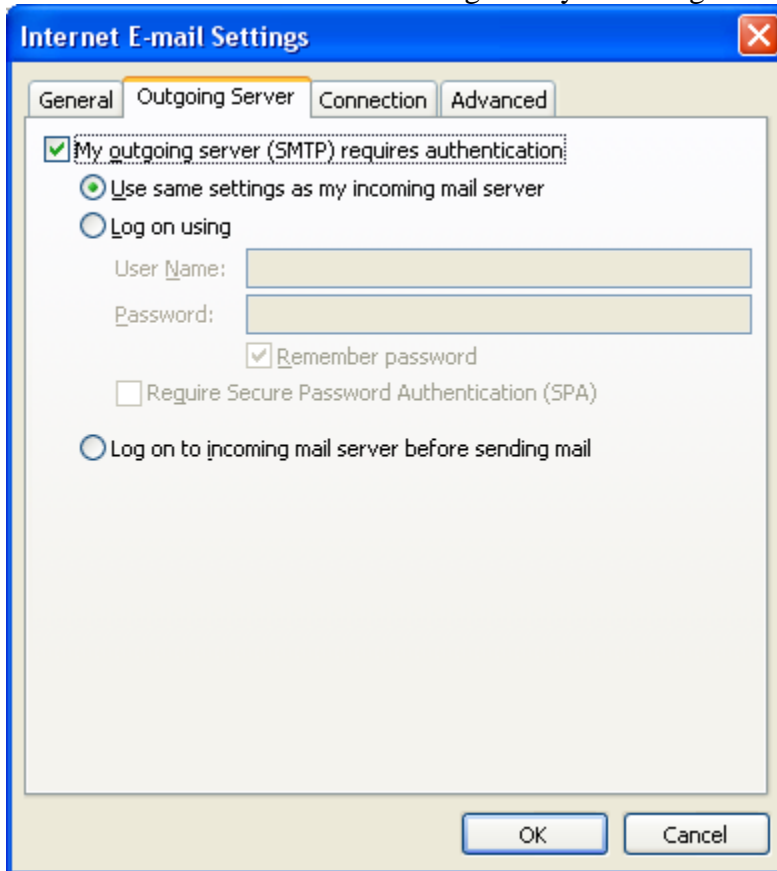 Internet E-mail Settings
General Outgoing Server Connection Advanced
My outgoing server (SMTP) requires authentication
Use same settings as my incoming mail server
Log on using
User Name:
Password:
Remember password
Require Secure Password Authentication (SPA)
Log on to incoming mail server before sending mail
OK Cancel